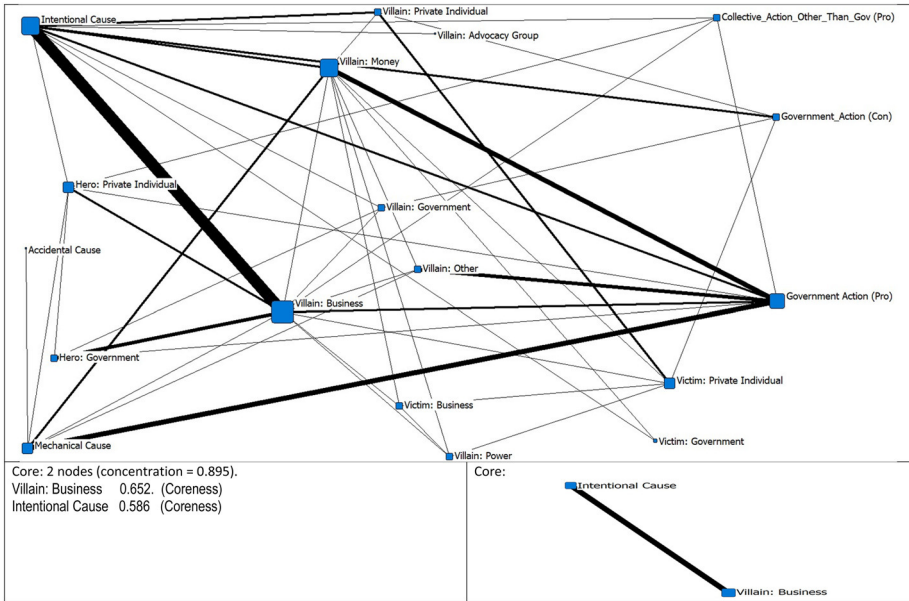 Villain: Private Individual
Collective_Action_Other_Than_Gov (Pro)
Intentional Cause
Villain: Advocacy Group
Villain: Money
Government_Action (Con)
Hero: Private Individual
Villain: Government
Accidental Cause
Villain: Other
Government Action (Pro)
Villain: Business
Hero: Government
Victim: Private Individual
Victim: Business
Victim: Government
Mechanical Cause
Villain: Power
Core: 2 nodes (concentration = 0.895).
Villain: Business 0.652. (Coreness)
Intentional Cause 0.586 (Coreness)
Core:
Intentional Cause
Villain: Business